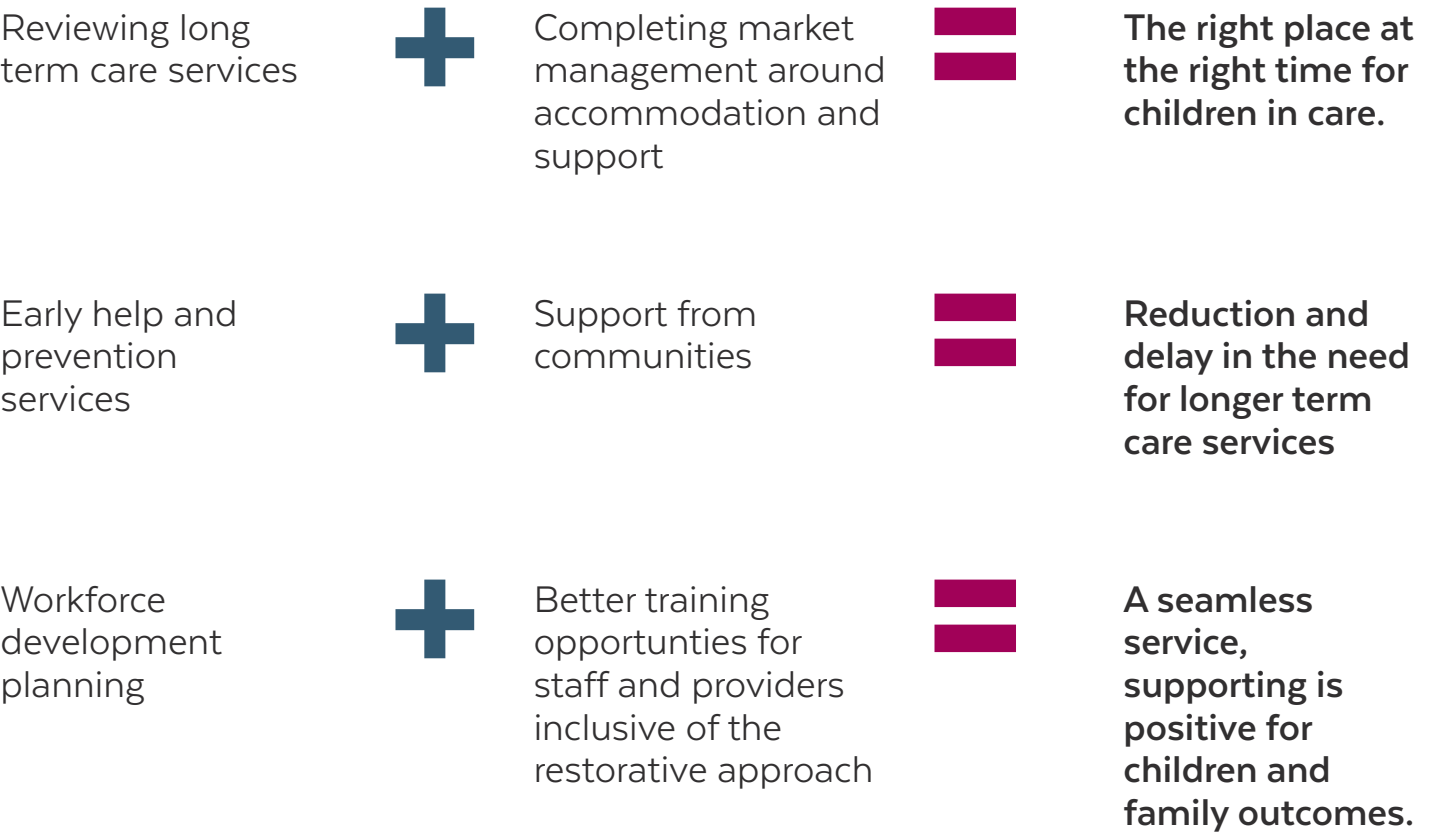 Reviewing long
term care services
Completing market
management around
accommodation and
support
The right place at
the right time for
children in care.
Early help and
prevention
services
Support from
communities
Reduction and
delay in the need
for longer term
care services
Workforce
development
planning
Better training
opportunties for
staff and providers
inclusive of the
restorative approach
A seamless
service,
supporting is
positive for
children and
family outcomes.